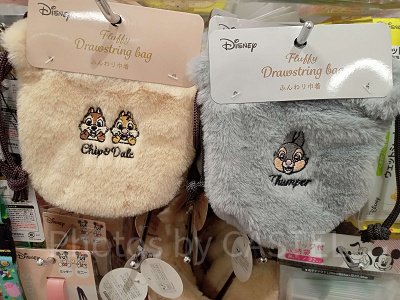 Disney
Fluffy
Drawstring bag
ふんわり巾着
Chip & Dale
Disney
Fluffy
Drawstring bag
ふんわり巾着
Thumper
Photos by CASTEL